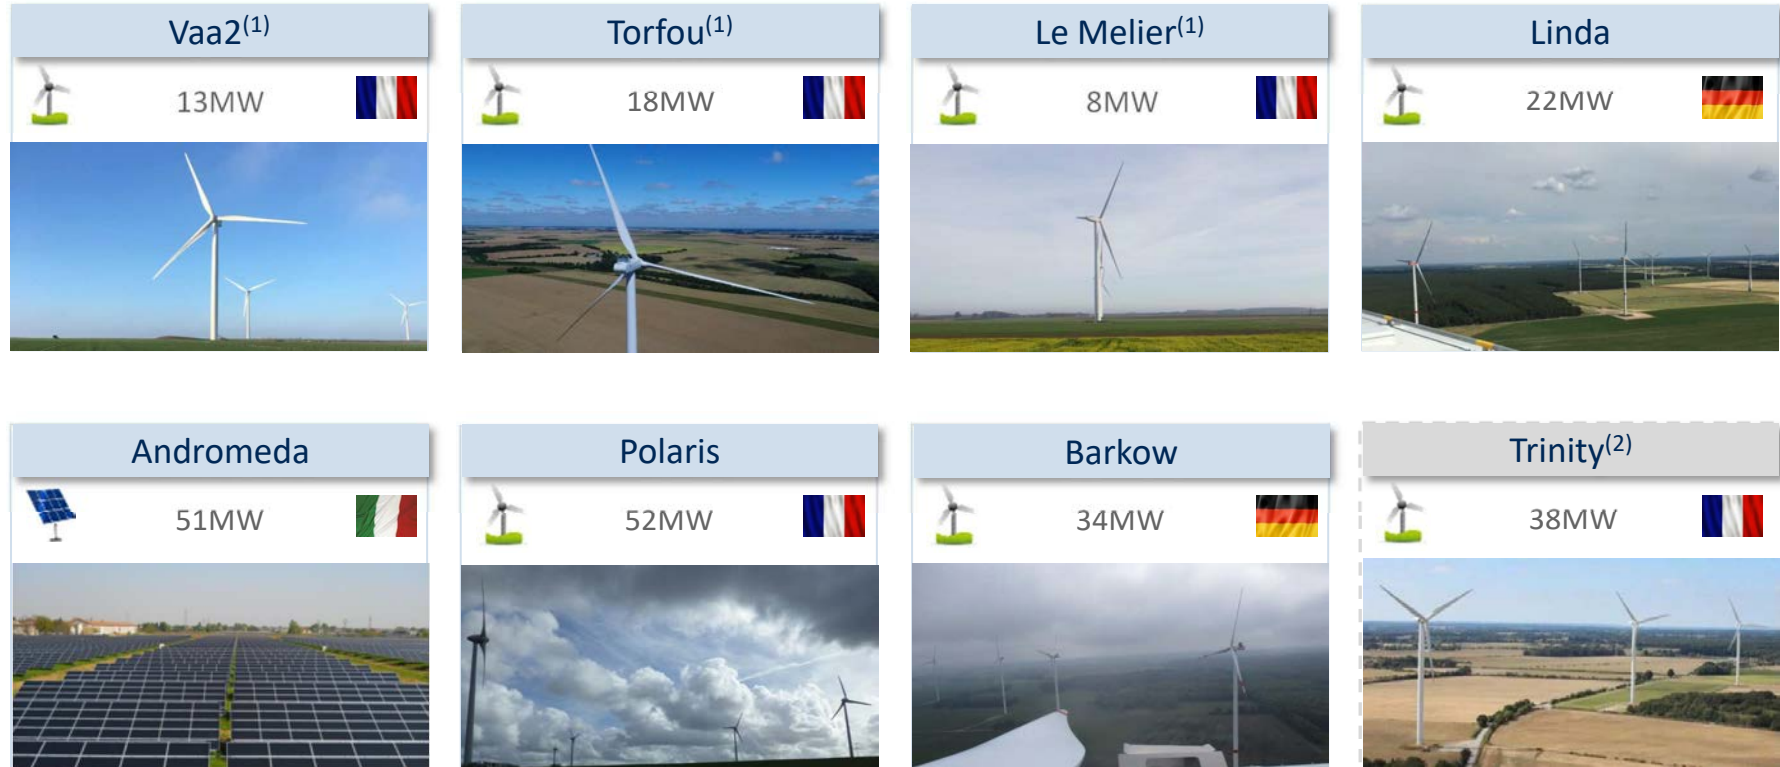 Vaa2(1)
Torfou(1)
Le Melier(1)
Linda
13MW
18MW
8MW
22MW
Andromeda
Polaris
Barkow
Trinity(2)
51MW
52MW
34MW
38MW